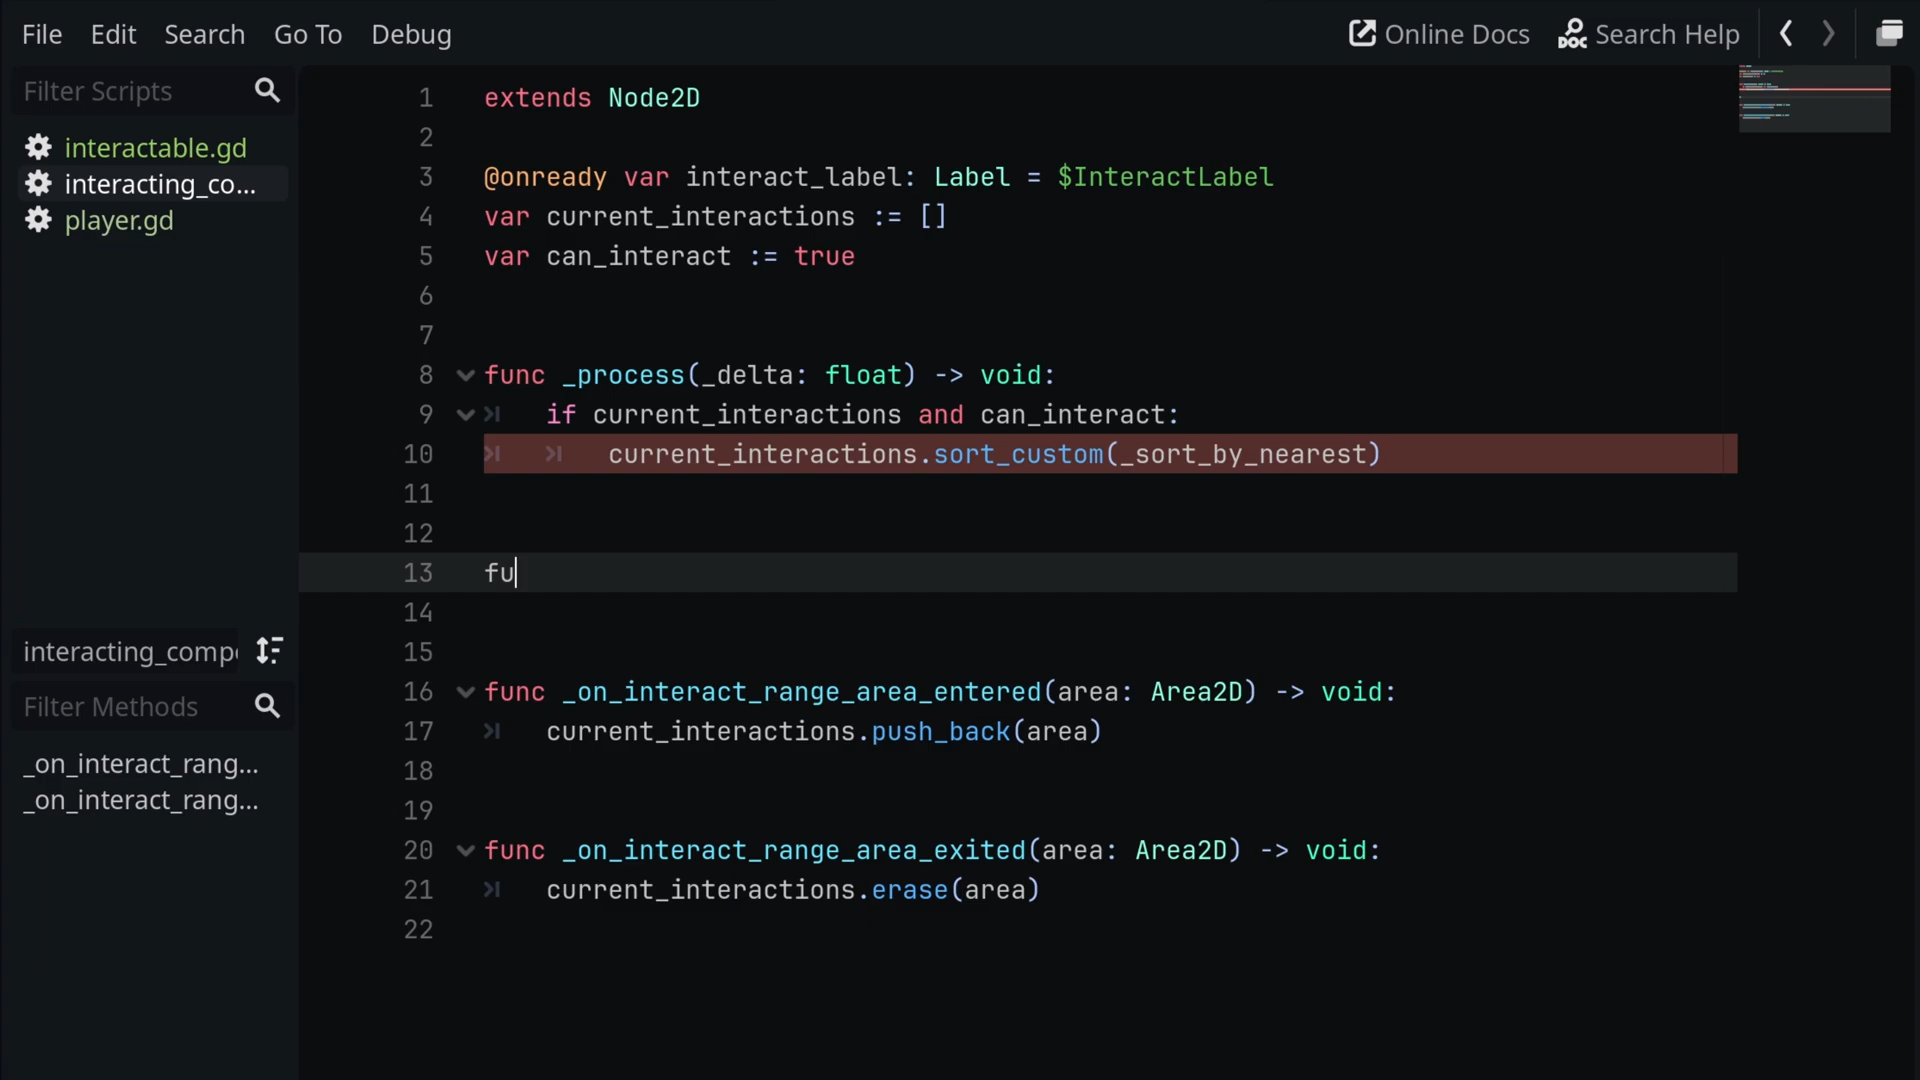 File Edit Search Go To Debug
Online Docs Search Help
Filter Scripts
interactable.gd
interacting_co...
player.gd
interacting_comp
Filter Methods
_on_interact_rang...
_on_interact_rang...
1 extends Node2D
2
3 @onready var interact_label: Label = $InteractLabel
4 var current_interactions := []
5 var can_interact := true
6
7
8 func _process(_delta: float) -> void:
9 if current_interactions and can_interact:
10 current_interactions.sort_custom(_sort_by_nearest)
11
12
13 fu
14
15
16 func _on_interact_range_area_entered(area: Area2D) -> void:
17 current_interactions.push_back(area)
18
19
20 func _on_interact_range_area_exited(area: Area2D) -> void:
21 current_interactions.erase(area)
22